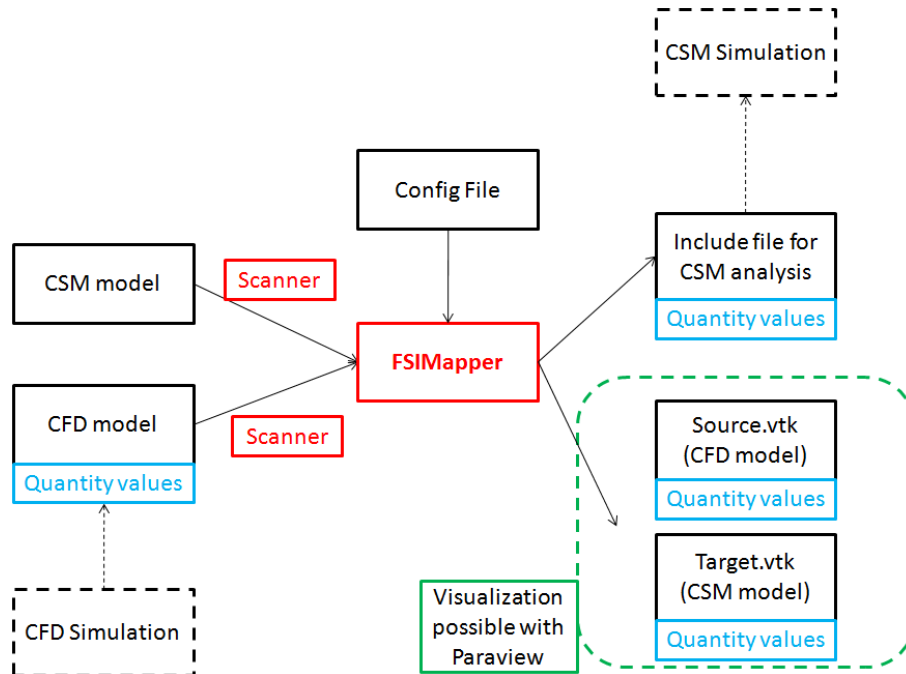 CSM Simulation
Config File
Include file for
CSM analysis
Quantity values
CSM model
Scanner
FSIMapper
CFD model
Quantity values
Scanner
Source.vtk
(CFD model)
Quantity values
Target.vtk
(CSM model)
Quantity values
Visualization
possible with
Paraview
CFD Simulation